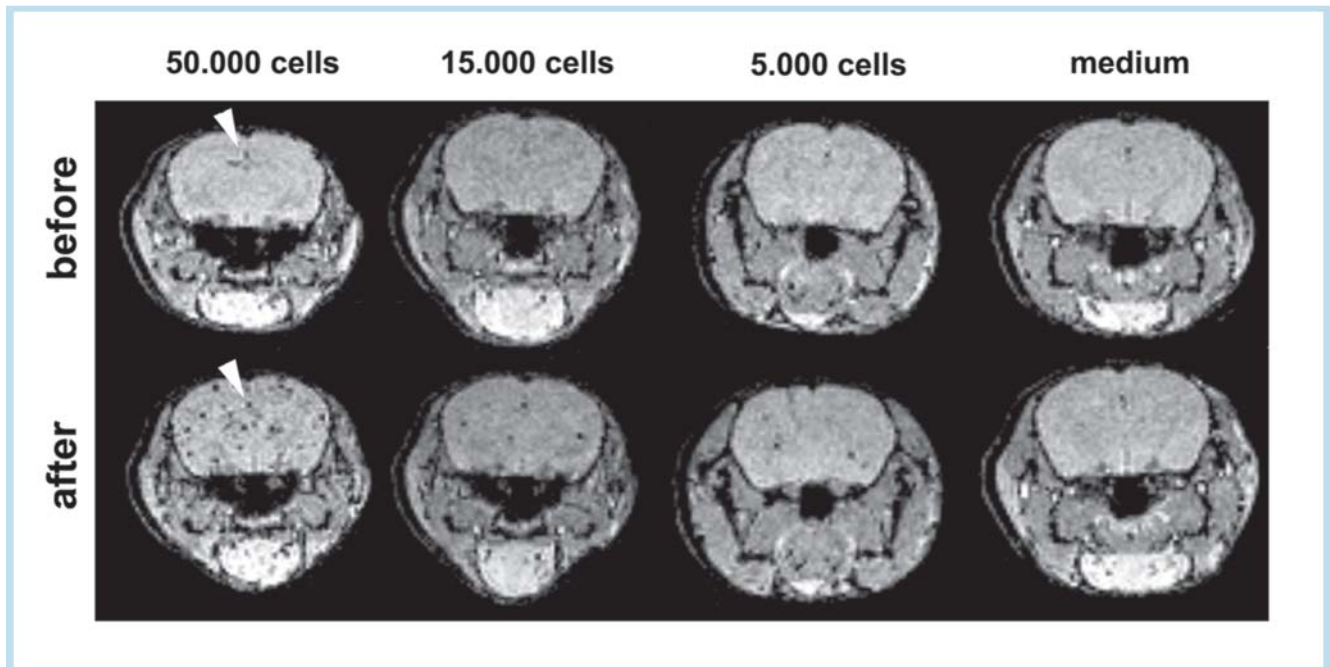 50.000 cells
15.000 cells
5.000 cells
medium
before
after